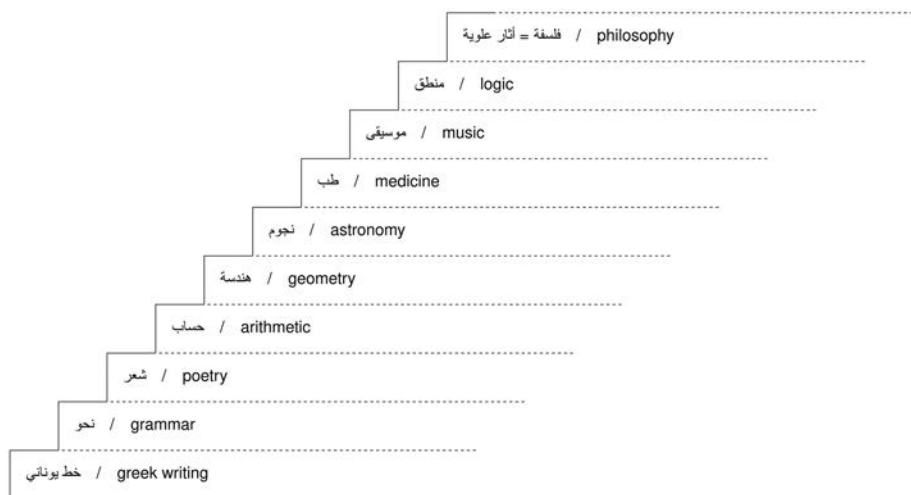 فلسفة = أثار علوية / philosophy
منطق / logic
موسيقى / music
طب / medicine
نجوم / astronomy
هندسة / geometry
حساب / arithmetic
شعر / poetry
نحو / grammar
خط يوناني / greek writing